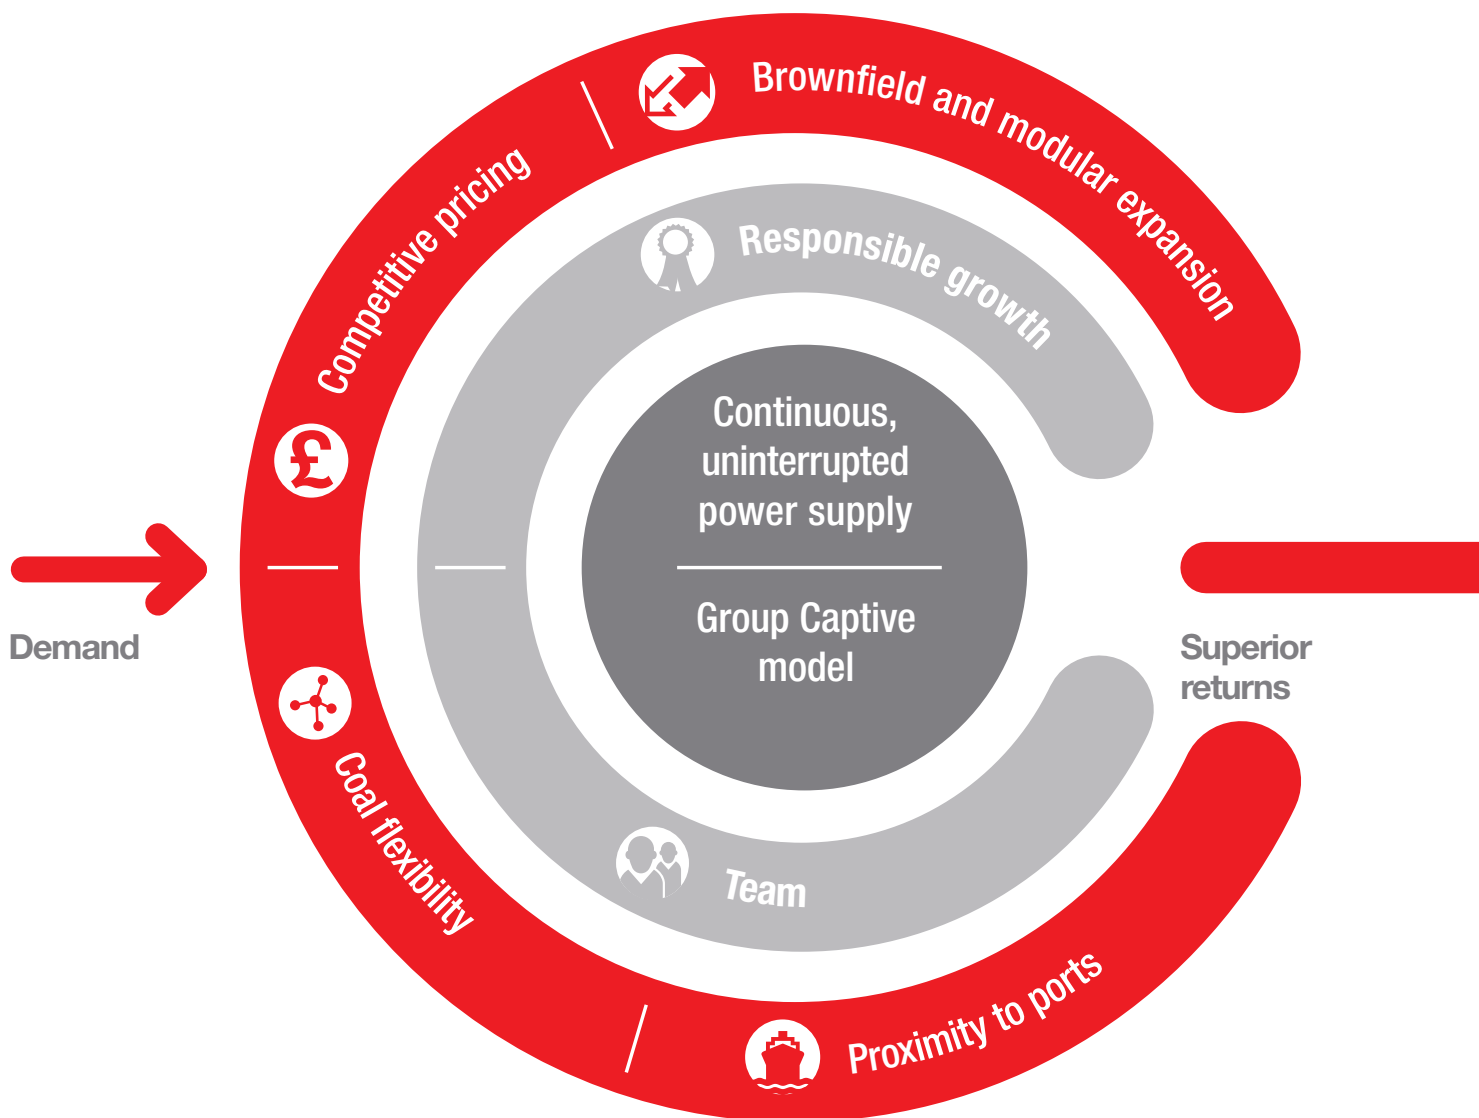 Brownfield and modular expansion
Competitive pricing
£
Responsible growth
Continuous,
uninterrupted
power supply
Group Captive
model
Demand
Superior
returns
Coal flexibility
Team
Proximity to ports